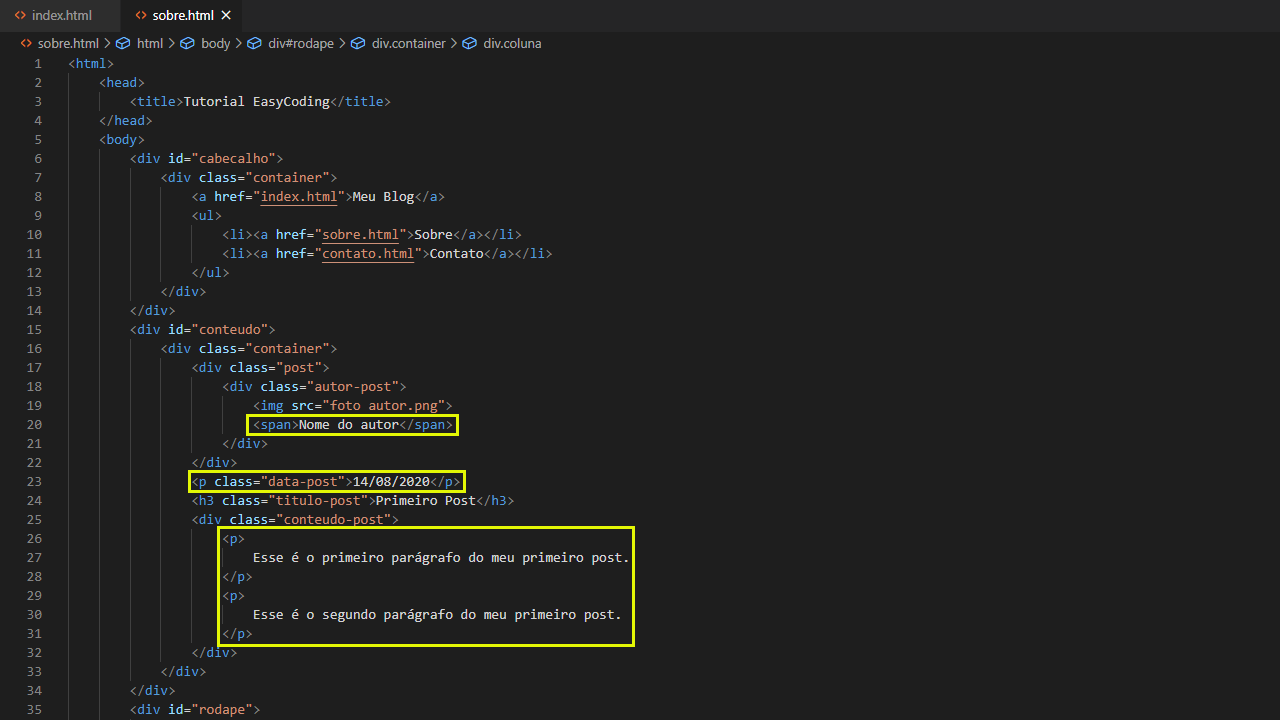 index.html
sobre.html
sobre.html > html > body > div#rodape > div.container > div.coluna
1 <html>
2 <head>
3 <title>Tutorial EasyCoding</title>
4 </head>
5 <body>
6 <div id="cabecalho">
7 <div class="container">
8 <a href="index.html">Meu Blog</a>
9 <ul>
10 <li><a href="sobre.html">Sobre</a></li>
11 <li><a href="contato.html">Contato</a></li>
12 </ul>
13 </div>
14 </div>
15 <div id="conteudo">
16 <div class="container">
17 <div class="post">
18 <div class="autor-post">
19 <img src="foto autor.png">
20 <span>Nome do autor</span>
21 </div>
22 </div>
23 <p class="data-post">14/08/2020</p>
24 <h3 class="titulo-post">Primeiro Post</h3>
25 <div class="conteudo-post">
26 <p>
27 Esse é o primeiro parágrafo do meu primeiro post.
28 </p>
29 <p>
30 Esse é o segundo parágrafo do meu primeiro post.
31 </p>
32 </div>
33 </div>
34 </div>
35 <div id="rodape">